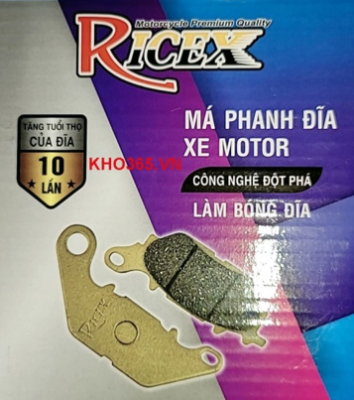 Motorcycle Premium Quality
RICEX
TĂNG TUỔI THỌ
CỦA ĐĨA
10
LẦN
KHO365.VN
MÁ PHANH ĐĨA
XE MOTOR
CÔNG NGHỆ ĐỘT PHÁ
LÀM BÓNG ĐĨA
RICEX